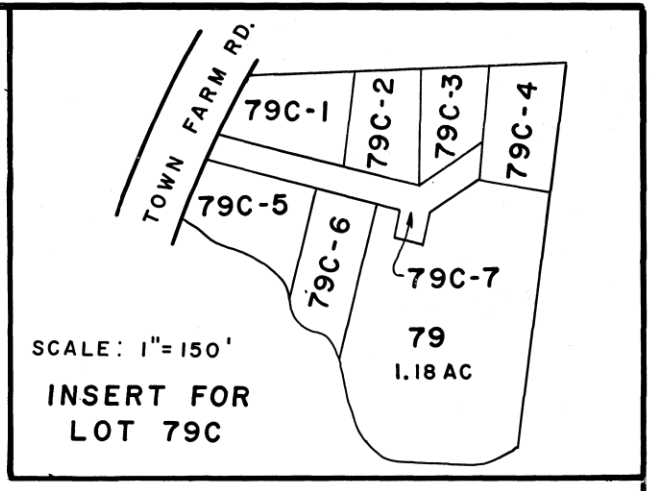 TOWN FARM RD.
79C-1
79C-2
79C-3
79C-4
79C-5
79C-6
79C-7
79
1.18 AC
SCALE: 1"=150'
INSERT FOR
LOT 79C